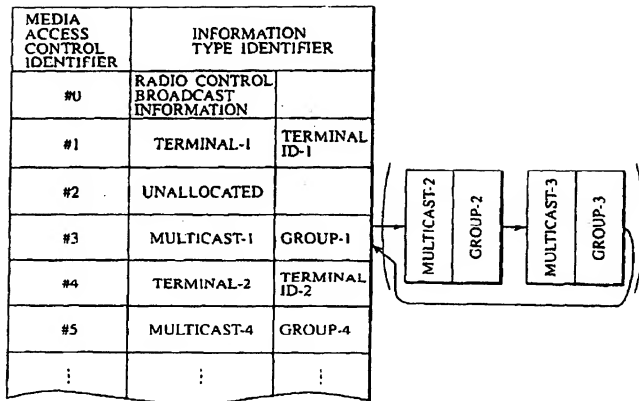 MEDIA
ACCESS
CONTROL
IDENTIFIER
INFORMATION
TYPE IDENTIFIER
#0
RADIO CONTROL
BROADCAST
INFORMATION
#1
TERMINAL-1
TERMINAL
ID-1
#2
UNALLOCATED
#3
MULTICAST-1
GROUP-1
#4
TERMINAL-2
TERMINAL
ID-2
#5
MULTICAST-4
GROUP-4
MULTICAST-2
GROUP-2
MULTICAST-3
GROUP-3